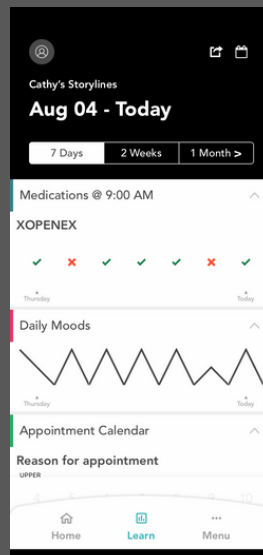 Cathy's Storylines
Aug 04 - Today
7 Days
2 Weeks
1 Month >
Medications @ 9:00 AM
XOPENEX
Thursday
Today
Daily Moods
Thursday
Today
Appointment Calendar
Reason for appointment
UPPER
Home
Learn
Menu